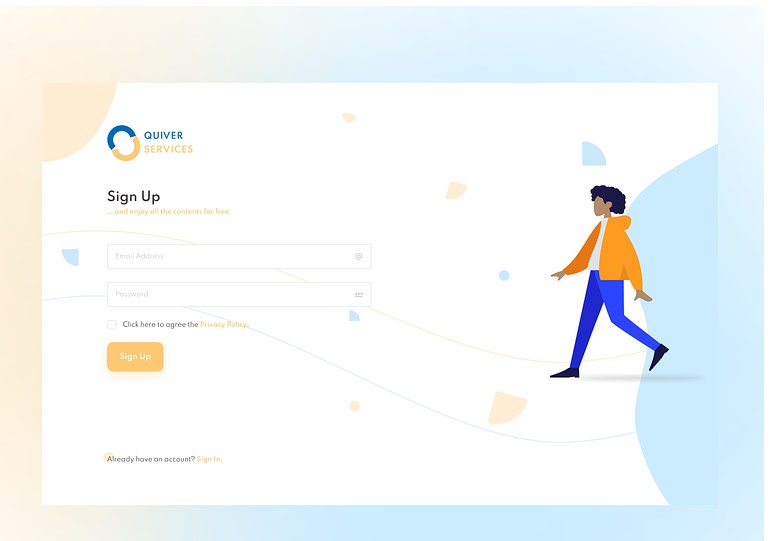 QUIVER
SERVICES
Sign Up
...and enjoy all the contents for free
Email Address
@
Password
Click here to agree the Privacy Policy.
Sign Up
Already have an account? Sign In.